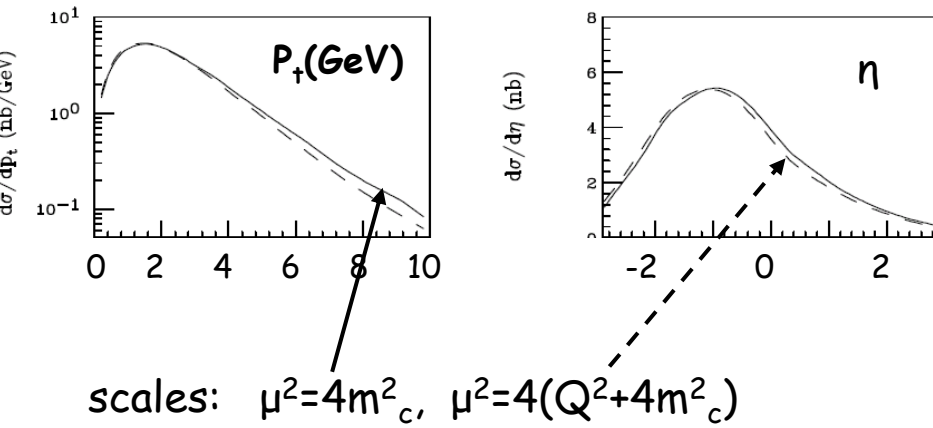 10¹
10⁰
10⁻¹
dσ/dpₜ (nb/GeV)
Pₜ(GeV)
0 2 4 6 8 10
8
6
4
2
0
dσ/dη (nb)
η
-2 0 2
scales: μ²=4m²c, μ²=4(Q²+4m²c)